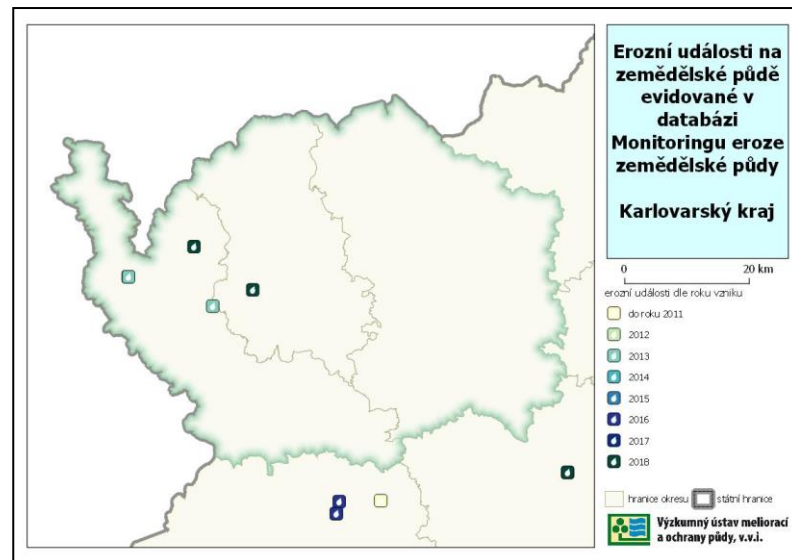 Erozní události na
zemědělské půdě
evidované v
databázi
Monitoringu eroze
zemědělské půdy
Karlovarský kraj
0 20 km
erozní události dle roku vzniku
do roku 2011
2012
2013
2014
2015
2016
2017
2018
hranice okresu státní hranice
Výzkumný ústav meliorací
a ochrany půdy, v.v.i.